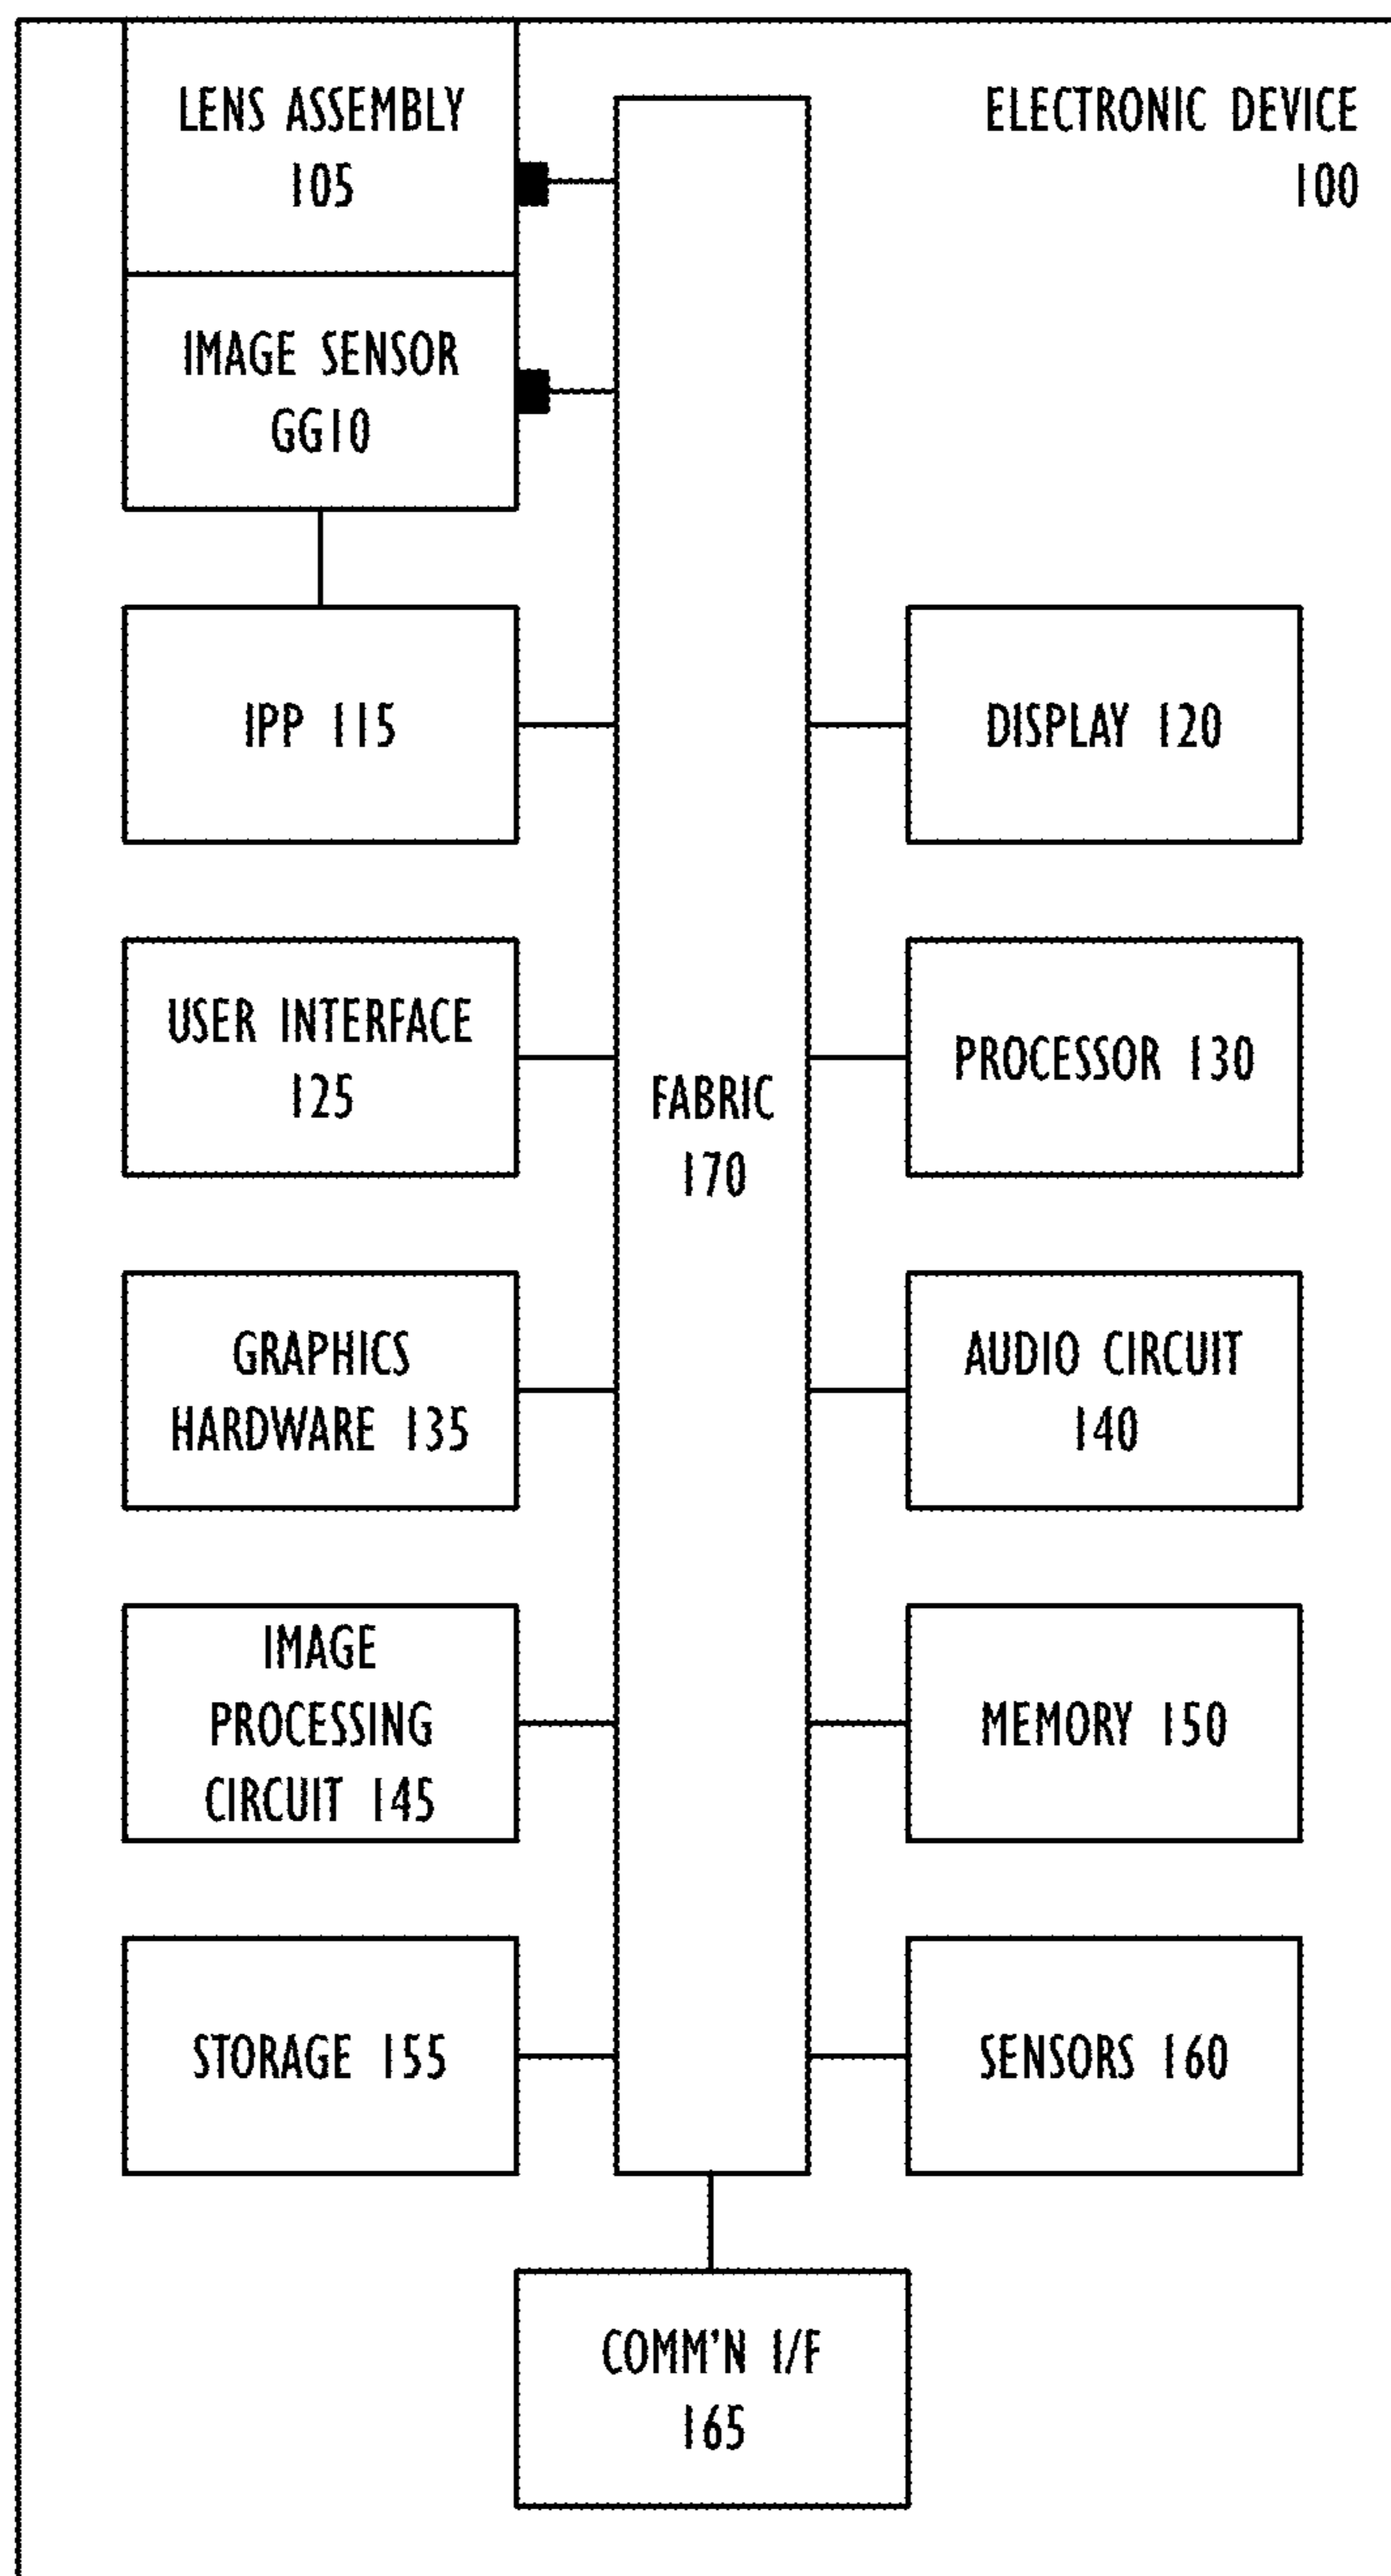 LENS ASSEMBLY
105
ELECTRONIC DEVICE
100
IMAGE SENSOR
GG10
IPP 115
DISPLAY 120
USER INTERFACE
125
PROCESSOR 130
FABRIC
170
GRAPHICS
HARDWARE 135
AUDIO CIRCUIT
140
IMAGE
PROCESSING
CIRCUIT 145
MEMORY 150
STORAGE 155
SENSORS 160
COMM'N I/F
165